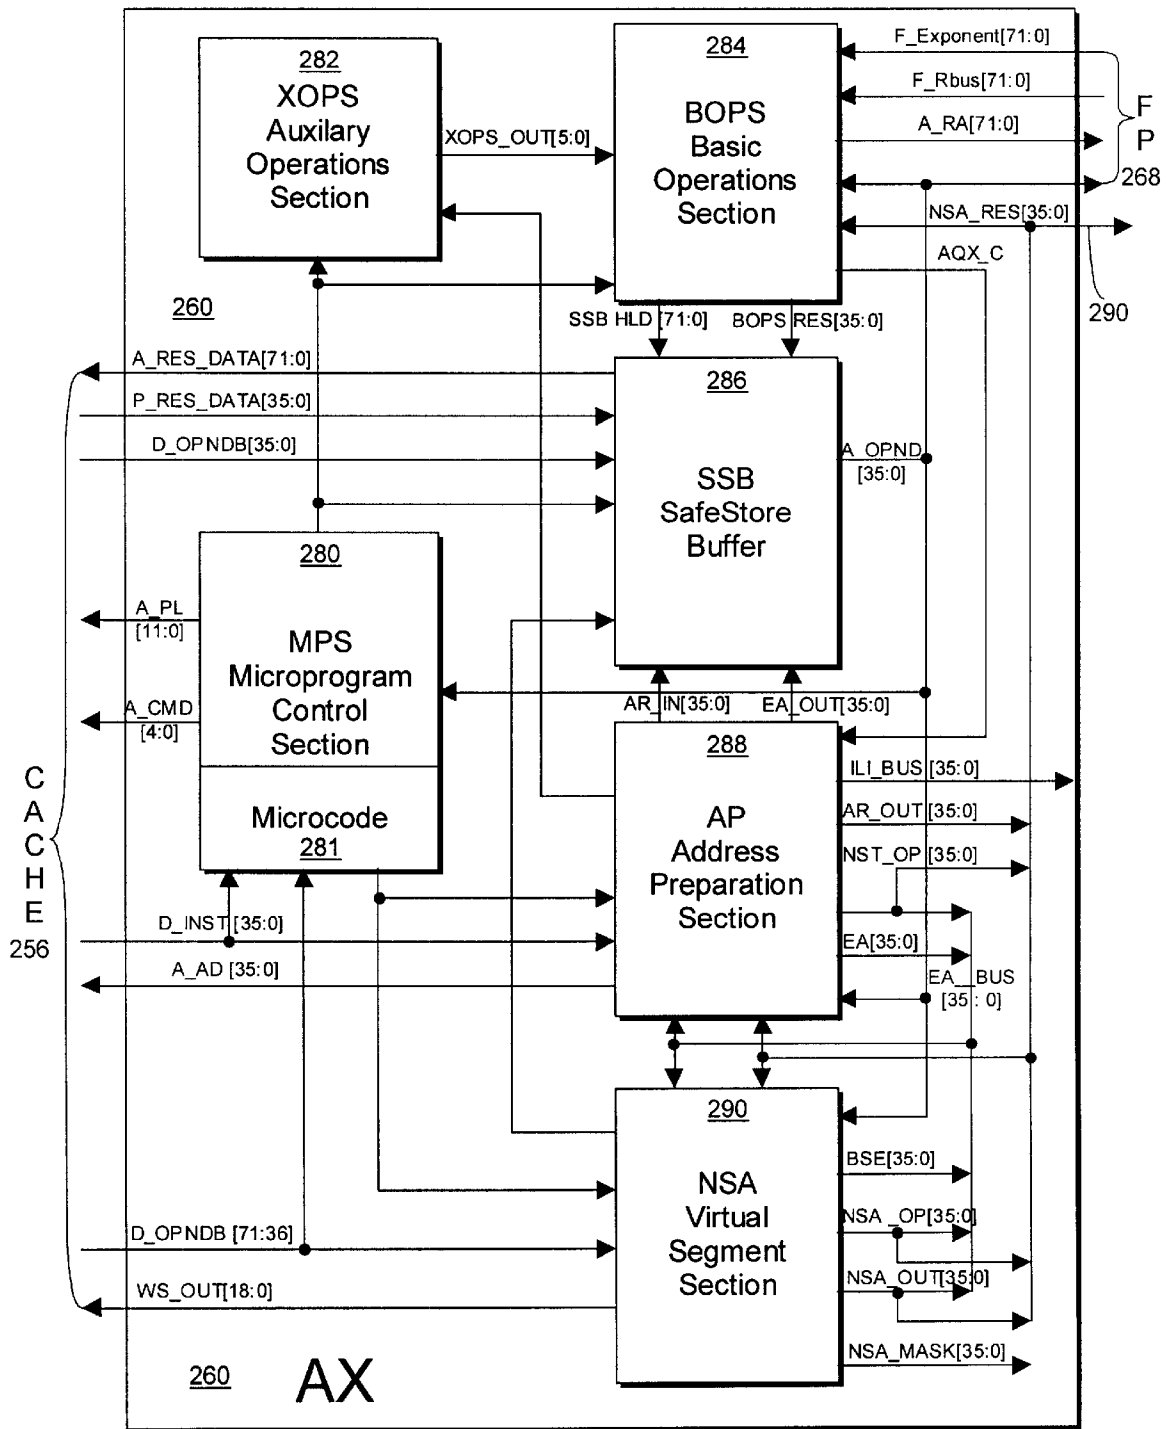 282
XOPS
Auxilary
Operations
Section
284
BOPS
Basic
Operations
Section
XOPS_OUT[5:0]
F_Exponent[71:0]
F_Rbus[71:0]
A_RA[71:0]
F
P
268
NSA_RES[35:0]
AQX_C
290
260
SSB HLD [71:0]
BOPS RES[35:0]
A_RES_DATA[71:0]
P_RES_DATA[35:0]
D_OPNDB[35:0]
286
SSB
SafeStore
Buffer
A_OPND
[35:0]
280
MPS
Microprogram
Control
Section
Microcode
281
A_PL
[11:0]
A_CMD
[4:0]
AR_IN[35:0]
EA_OUT[35:0]
C
A
C
H
E
256
288
AP
Address
Preparation
Section
ILI_BUS [35:0]
AR_OUT [35:0]
NST_OP [35:0]
EA[35:0]
EA_BUS
[35:0]
D_INST [35:0]
A_AD [35:0]
290
NSA
Virtual
Segment
Section
BSE[35:0]
NSA_OP[35:0]
NSA_OUT[35:0]
NSA_MASK[35:0]
D_OPNDB [71:36]
WS_OUT[18:0]
260
AX